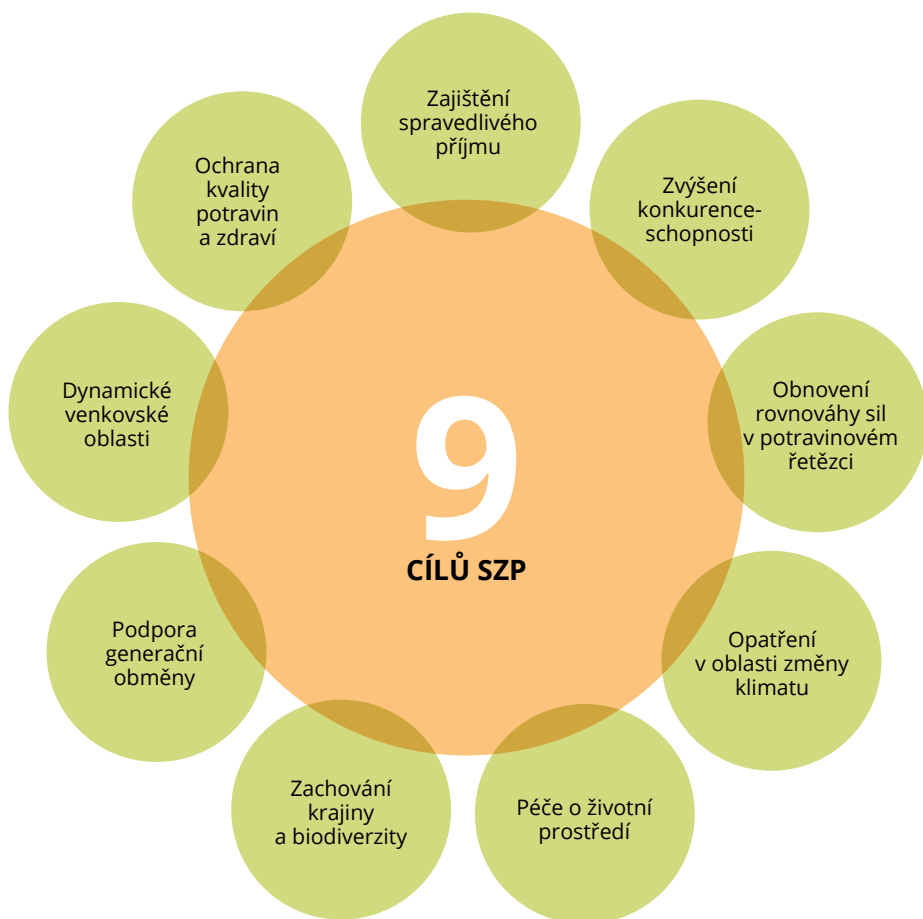 Zajištění
spravedlivého
příjmu
Zvýšení
konkurence-
schopnosti
Obnovení
rovnováhy sil
v potravinovém
řetězci
Opatření
v oblasti změny
klimatu
Péče o životní
prostředí
Zachování
krajiny
a biodiverzity
Podpora
generační
obměny
Dynamické
venkovské
oblasti
Ochrana
kvality
potravin
a zdraví
9
CÍLŮ SZP